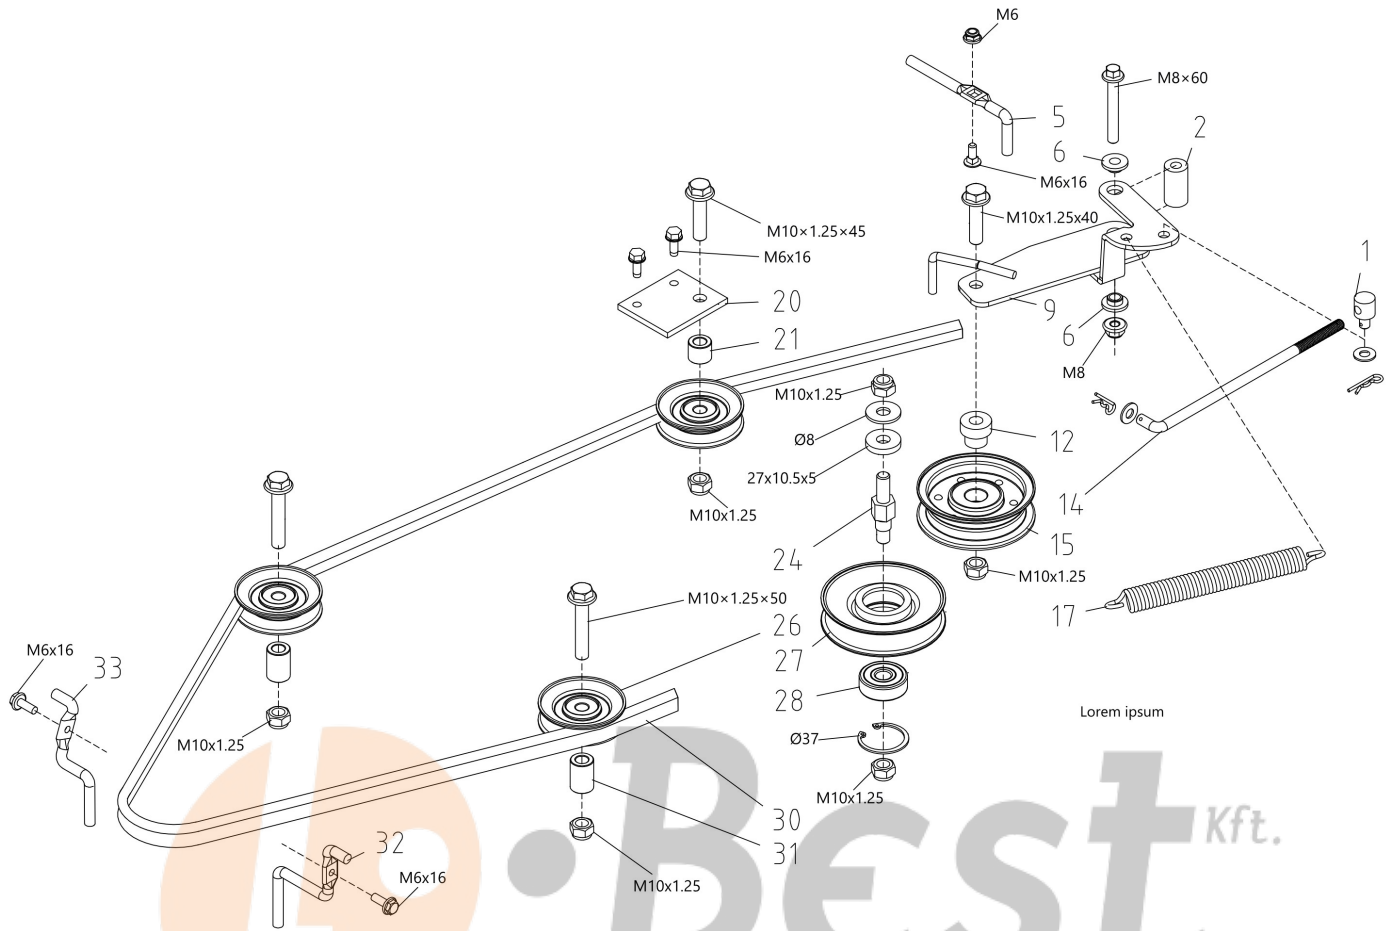 M6
M8×60
5
2
6
M6x16
M10x1.25x40
M10×1.25×45
M6x16
1
20
9
21
6
M8
M10x1.25
Ø8
12
27x10.5x5
M10x1.25
14
24
15
M10x1.25
M10×1.25×50
17
26
M6x16
33
27
28
Lorem ipsum
M10x1.25
Ø37
M10x1.25
30
31
32
M6x16
M10x1.25
Best Kft.